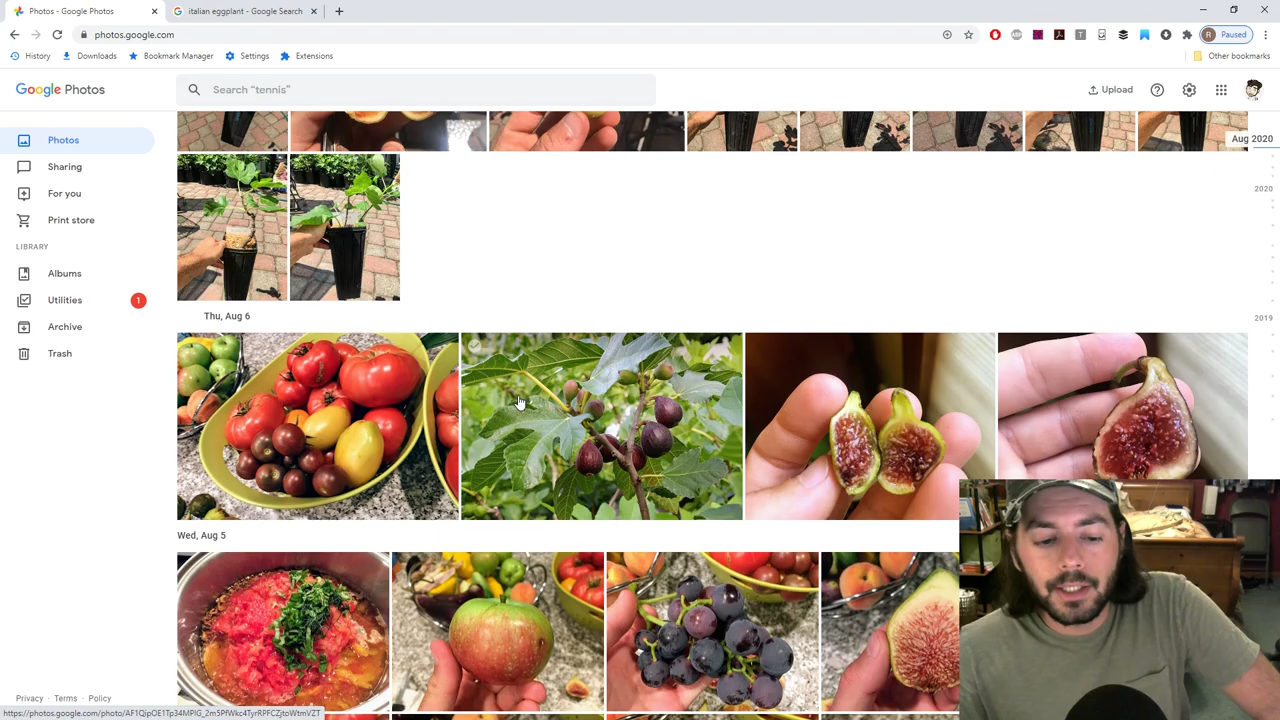 Photos - Google Photos
italian eggplant - Google Search
photos.google.com
R
Paused
History
Downloads
Bookmark Manager
Settings
Extensions
Other bookmarks
Google Photos
Search “tennis”
Upload
Photos
Sharing
For you
Print store
LIBRARY
Albums
Utilities
1
Archive
Trash
Aug 2020
2020
2019
Thu, Aug 6
Wed, Aug 5
Privacy · Terms · Policy